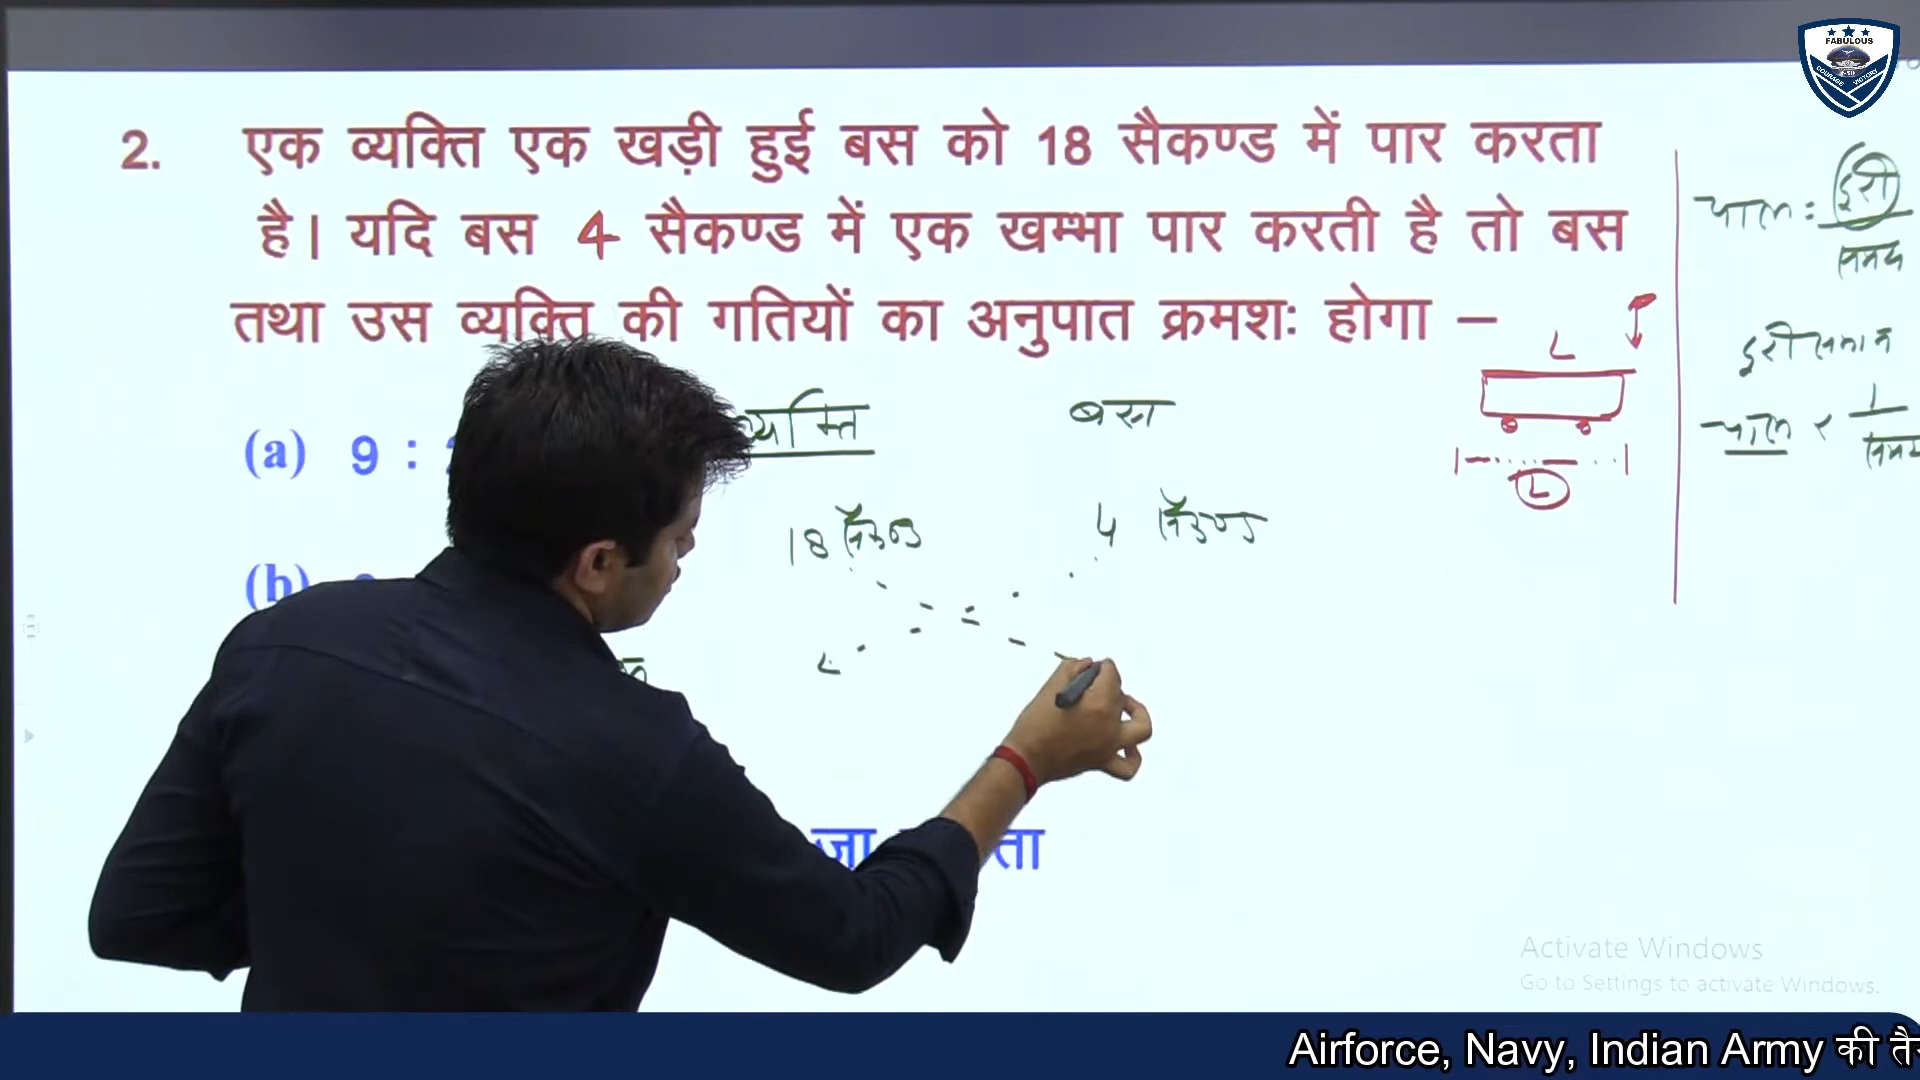 FABULOUS
COURAGE VICTORY
2. एक व्यक्ति एक खड़ी हुई बस को 18 सैकण्ड में पार करता
है। यदि बस 4 सैकण्ड में एक खम्भा पार करती है तो बस
तथा उस व्यक्ति की गतियों का अनुपात क्रमशः होगा –
चाल = दूरी
समय
L
दूरी समान
चाल ∝ 1
समय
L
(a) 9 :
व्यक्ति बस
18 सैकण्ड 4 सैकण्ड
(b)
जा
ता
Activate Windows
Go to Settings to activate Windows.
Airforce, Navy, Indian Army की